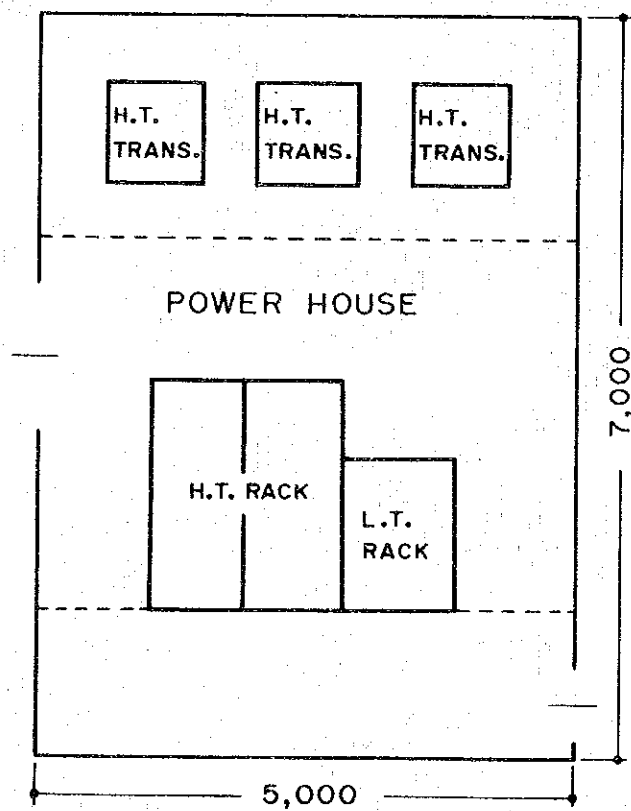 H.T.
TRANS.
H.T.
TRANS.
H.T.
TRANS.
POWER HOUSE
7,000
H.T. RACK
L.T.
RACK
5,000